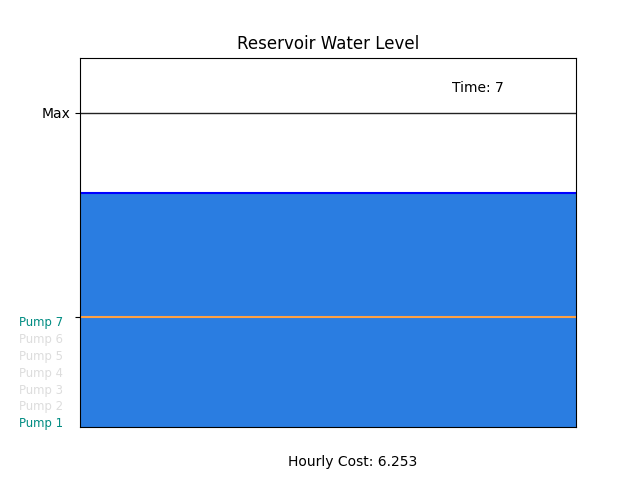 Reservoir Water Level
Time: 7
Max
Pump 7
Pump 6
Pump 5
Pump 4
Pump 3
Pump 2
Pump 1
Hourly Cost: 6.253